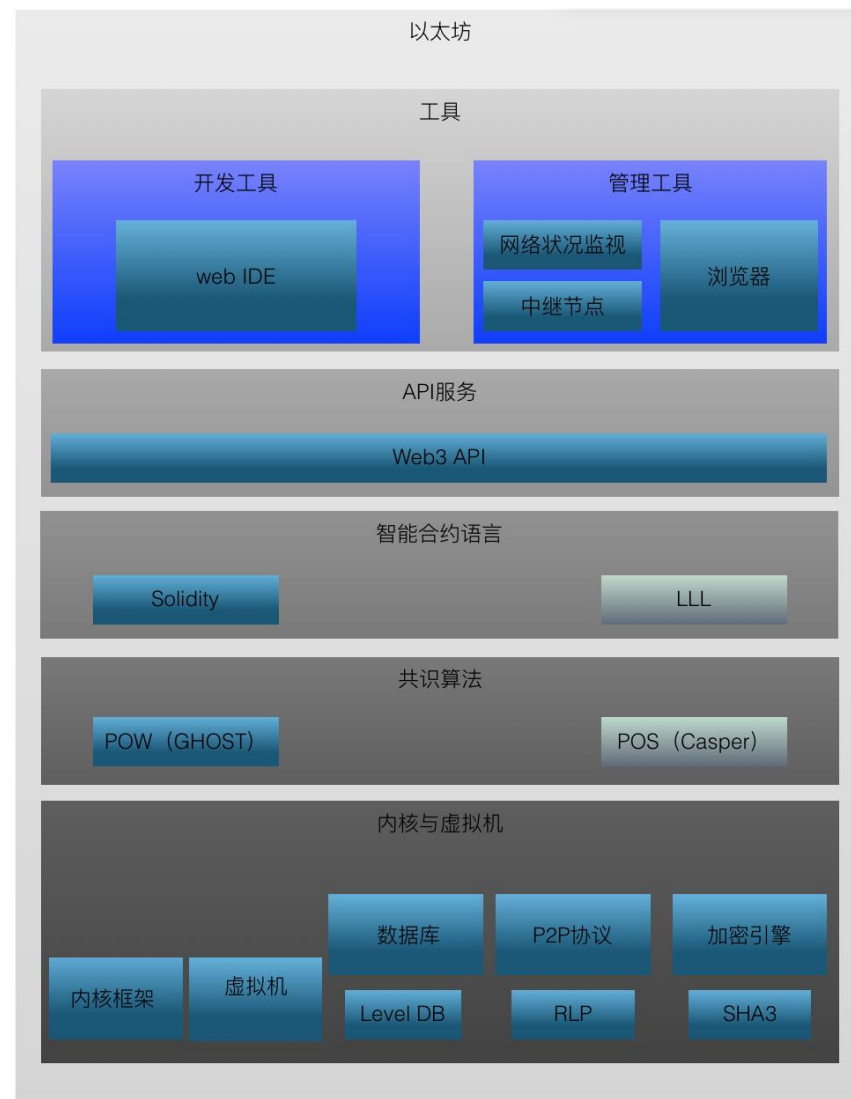 以太坊
工具
开发工具
管理工具
web IDE
网络状况监视
中继节点
浏览器
API服务
Web3 API
智能合约语言
Solidity
LLL
共识算法
POW（GHOST）
POS（Casper）
内核与虚拟机
内核框架
虚拟机
数据库
P2P协议
加密引擎
Level DB
RLP
SHA3